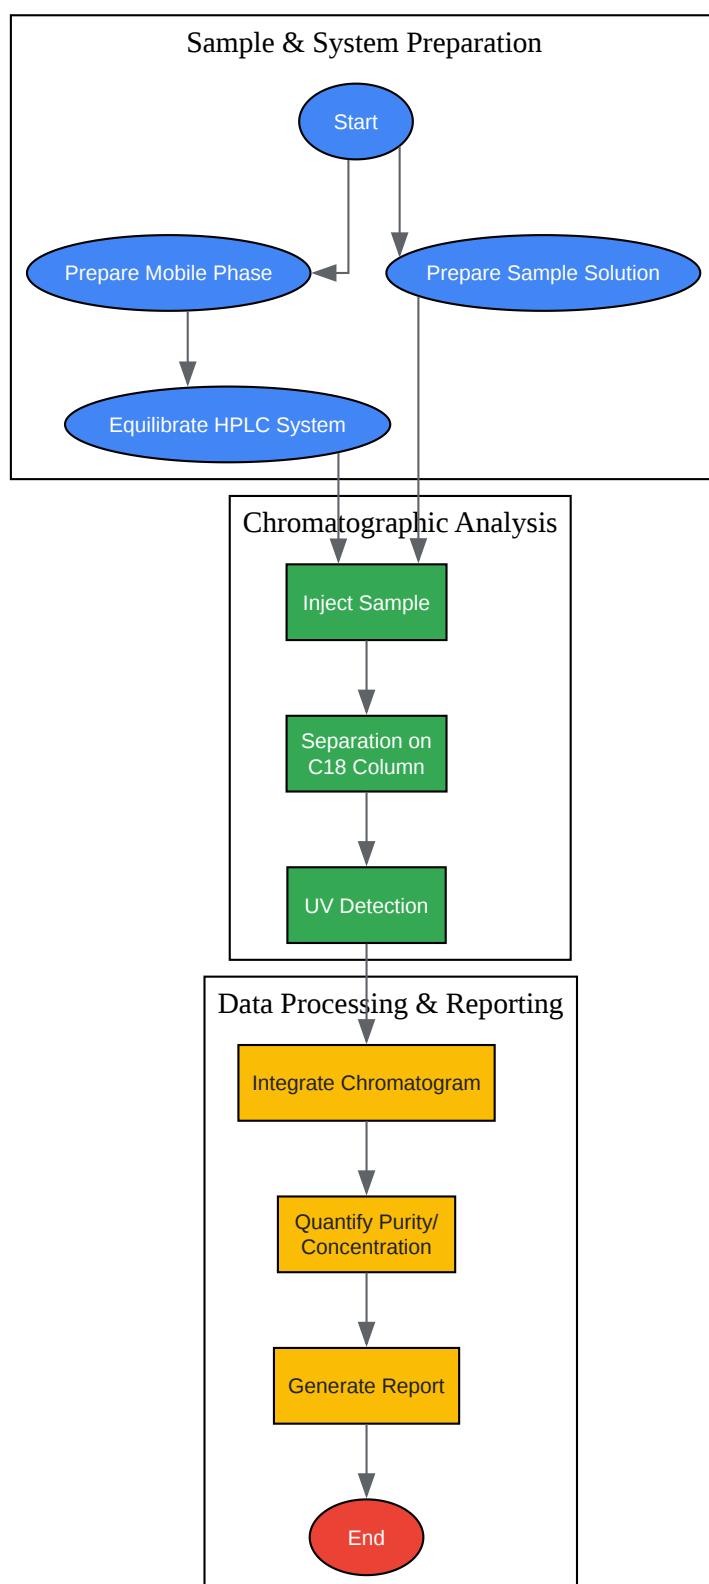 Sample & System Preparation
Start
Prepare Mobile Phase
Prepare Sample Solution
Equilibrate HPLC System
Chromatographic Analysis
Inject Sample
Separation on
C18 Column
UV Detection
Data Processing & Reporting
Integrate Chromatogram
Quantify Purity/
Concentration
Generate Report
End